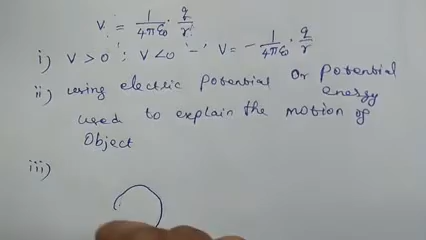 V = 1/4πε₀ · q/r
i) V > 0 '+' ; V < 0 '-' V = - 1/4πε₀ · q/r
ii) using electric potential or potential
energy
used to explain the motion of
Object
iii)